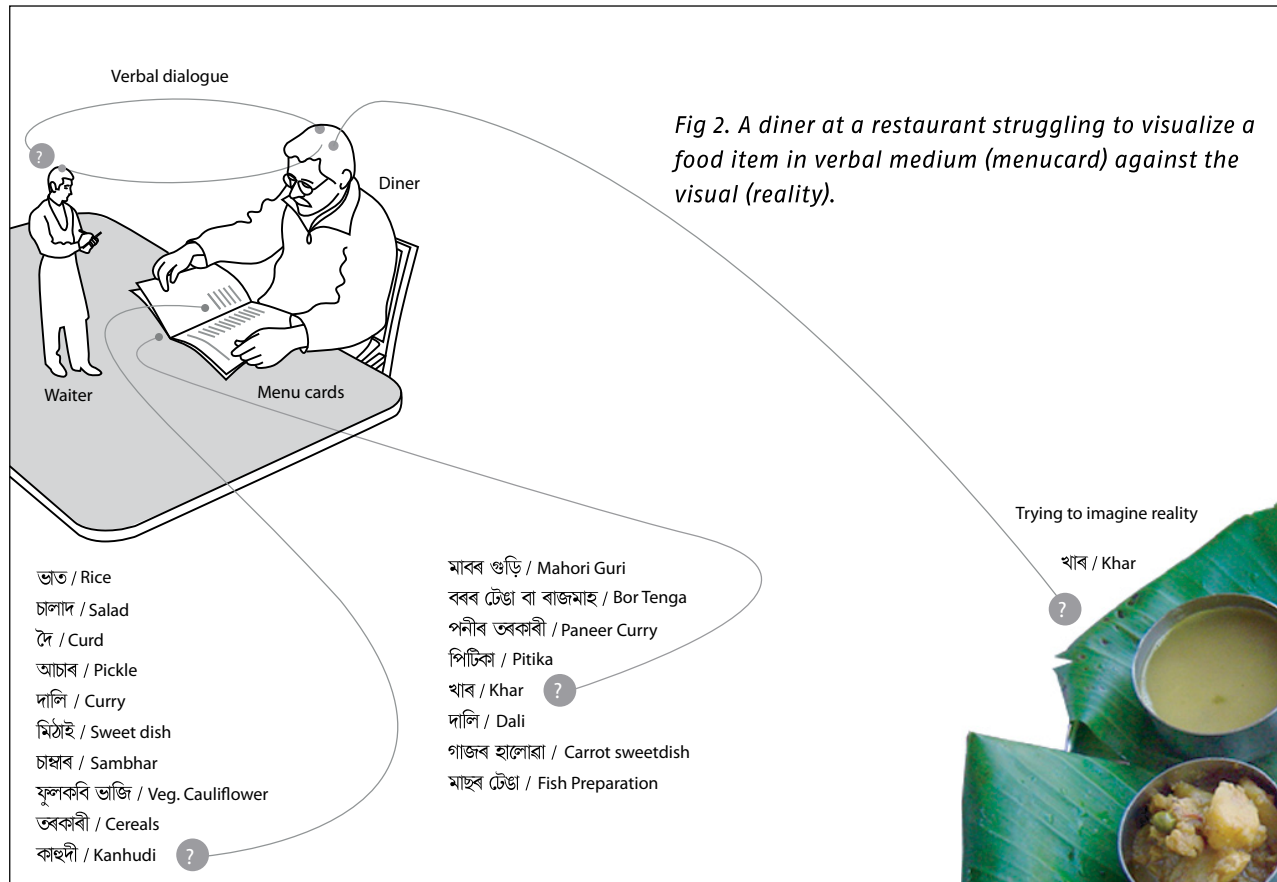 Verbal dialogue
?
Diner
Waiter
Menu cards
Fig 2. A diner at a restaurant struggling to visualize a
food item in verbal medium (menucard) against the
visual (reality).
ভাত / Rice
চালাদ / Salad
দৈ / Curd
আচাৰ / Pickle
দালি / Curry
মিঠাই / Sweet dish
চাম্বাৰ / Sambhar
ফুলকবি ভাজি / Veg. Cauliflower
তৰকাৰী / Cereals
কাহুদী / Kanhudi ?
মাবৰ গুড়ি / Mahori Guri
বৰৰ টেঙা বা ৰাজমাহ / Bor Tenga
পনীৰ তৰকাৰী / Paneer Curry
পিটিকা / Pitika
খাৰ / Khar ?
দালি / Dali
গাজৰ হালোৱা / Carrot sweetdish
মাছৰ টেঙা / Fish Preparation
Trying to imagine reality
খাৰ / Khar
?